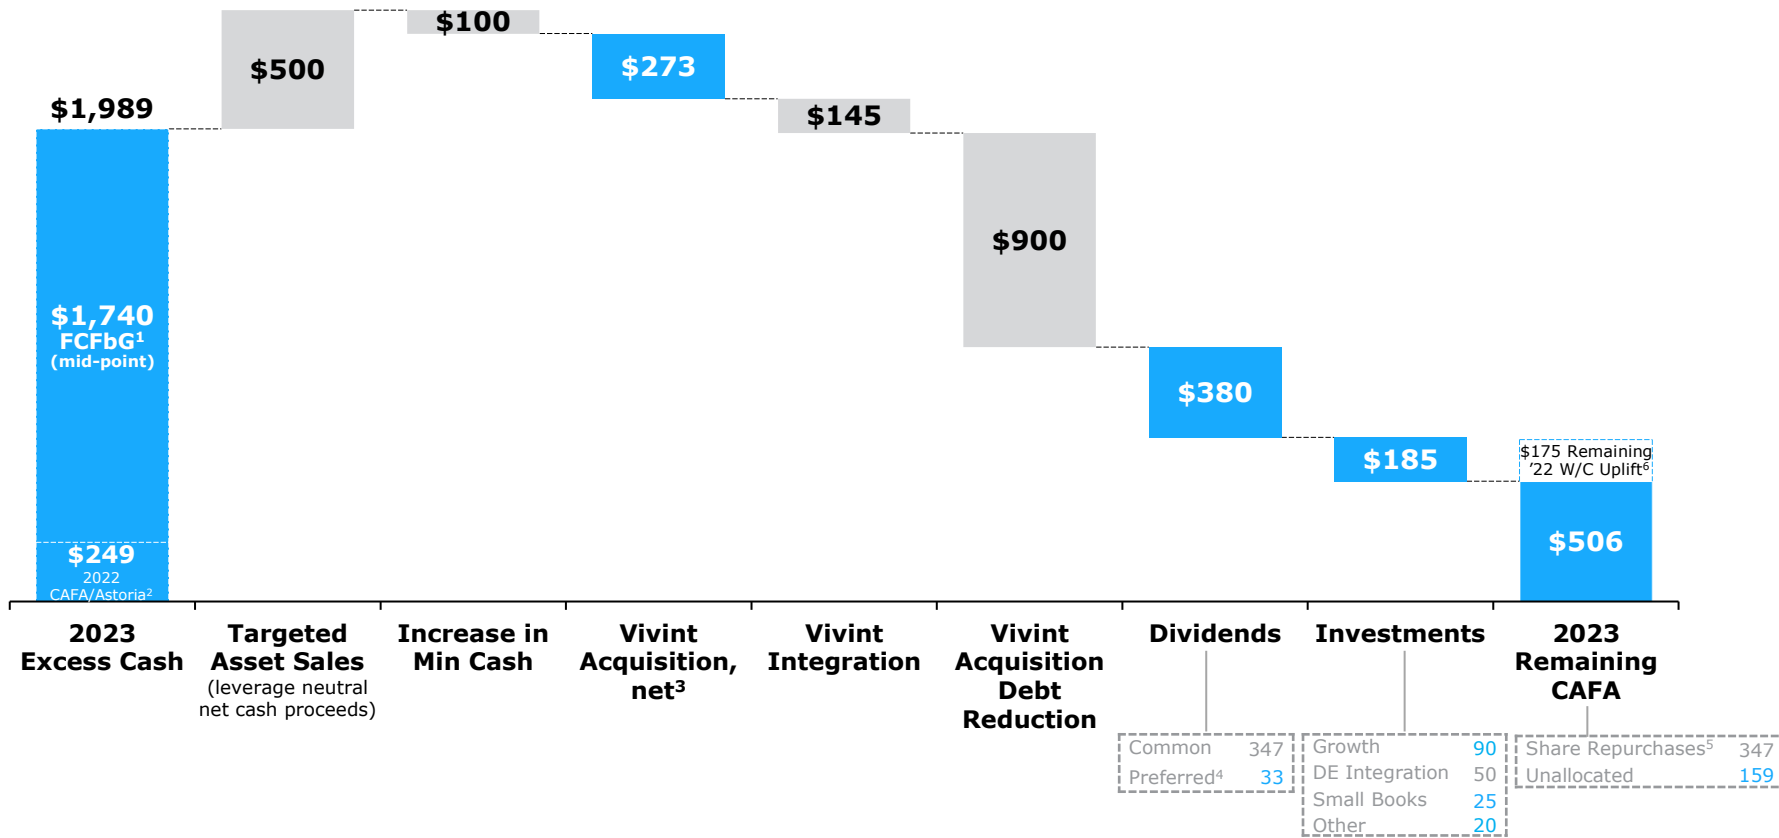 $1,989
$500
$100
$273
$145
$900
$380
$185
$175 Remaining
'22 W/C Uplift6
$506
$1,740
FCFbG1
(mid-point)
$249
2022
CAFA/Astoria2
2023
Excess Cash
Targeted
Asset Sales
(leverage neutral
net cash proceeds)
Increase in
Min Cash
Vivint
Acquisition,
net3
Vivint
Integration
Vivint
Acquisition
Debt
Reduction
Dividends
Investments
2023
Remaining
CAFA
Common 347
Preferred4 33
Growth 90
DE Integration 50
Small Books 25
Other 20
Share Repurchases5 347
Unallocated 159